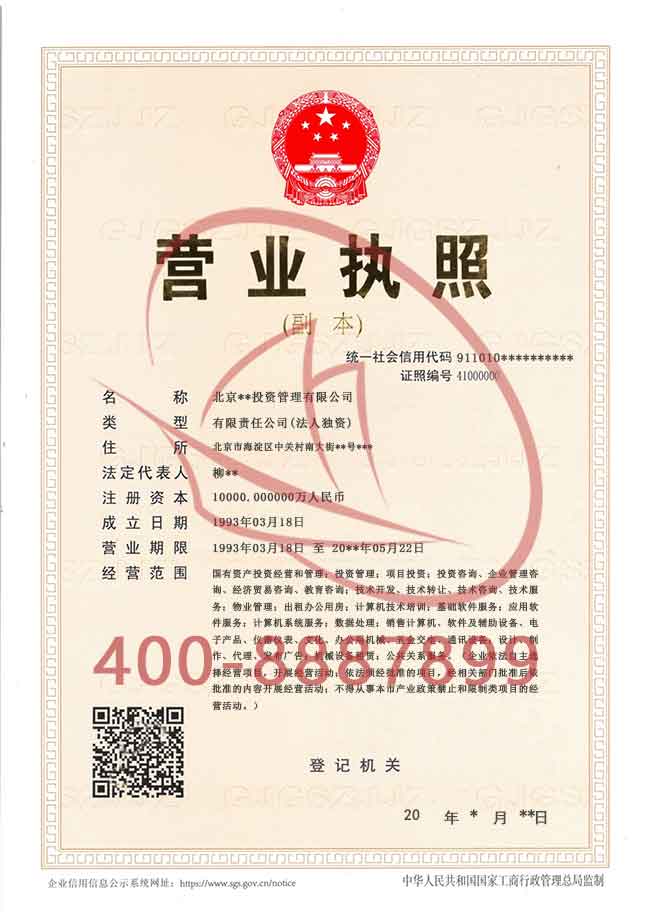 营业执照
(副 本)
统一社会信用代码 911010**********
证照编号 41000000
名 称 北京**投资管理有限公司
类 型 有限责任公司(法人独资)
住 所 北京市海淀区中关村南大街**号***
法定代表人 柳**
注册资本 10000.000000万人民币
成立日期 1993年03月18日
营业期限 1993年03月18日 至 20**年05月22日
经营范围 国有资产投资经营和管理；投资管理；项目投资；投资咨询、企业管理咨
询、经济贸易咨询、教育咨询；技术开发、技术转让、技术咨询、技术服
务；物业管理；出租办公用房；计算机技术培训；基础软件服务；应用软
件服务；计算机系统服务；数据处理；销售计算机、软件及辅助设备、电
子产品、仪器仪表、文化、办公用机械、五金交电、通讯设备；设计、制
作、代理、发布广告；机械设备租赁；公共关系服务。（企业依法自主选
择经营项目，开展经营活动；依法须经批准的项目，经相关部门批准后依
批准的内容开展经营活动；不得从事本市产业政策禁止和限制类项目的经
营活动。）
400-8887899
登记机关
20 年 * 月 **日
企业信用信息公示系统网址：https://www.sgs.gov.cn/notice
中华人民共和国国家工商行政管理总局监制